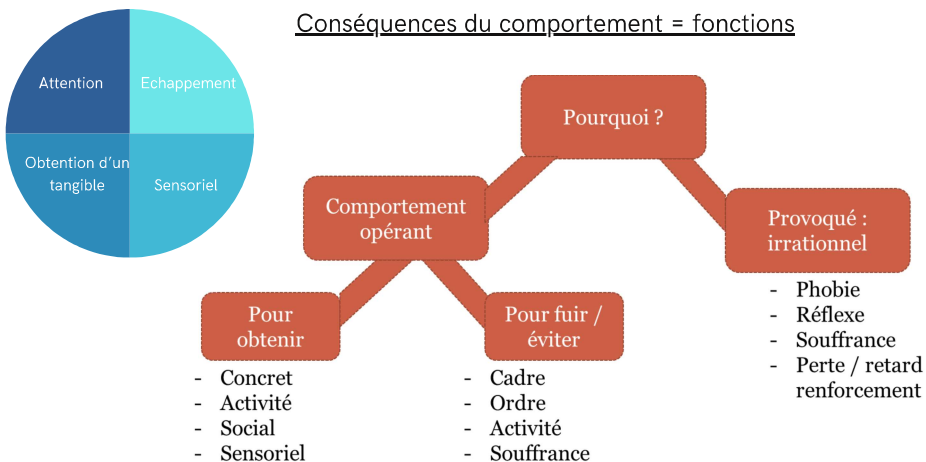 Conséquences du comportement = fonctions
Attention
Echappement
Obtention d'un
tangible
Sensoriel
Pourquoi ?
Comportement
opérant
Provoqué :
irrationnel
- Phobie
- Réflexe
- Souffrance
- Perte / retard
renforcement
Pour
obtenir
- Concret
- Activité
- Social
- Sensoriel
Pour fuir /
éviter
- Cadre
- Ordre
- Activité
- Souffrance